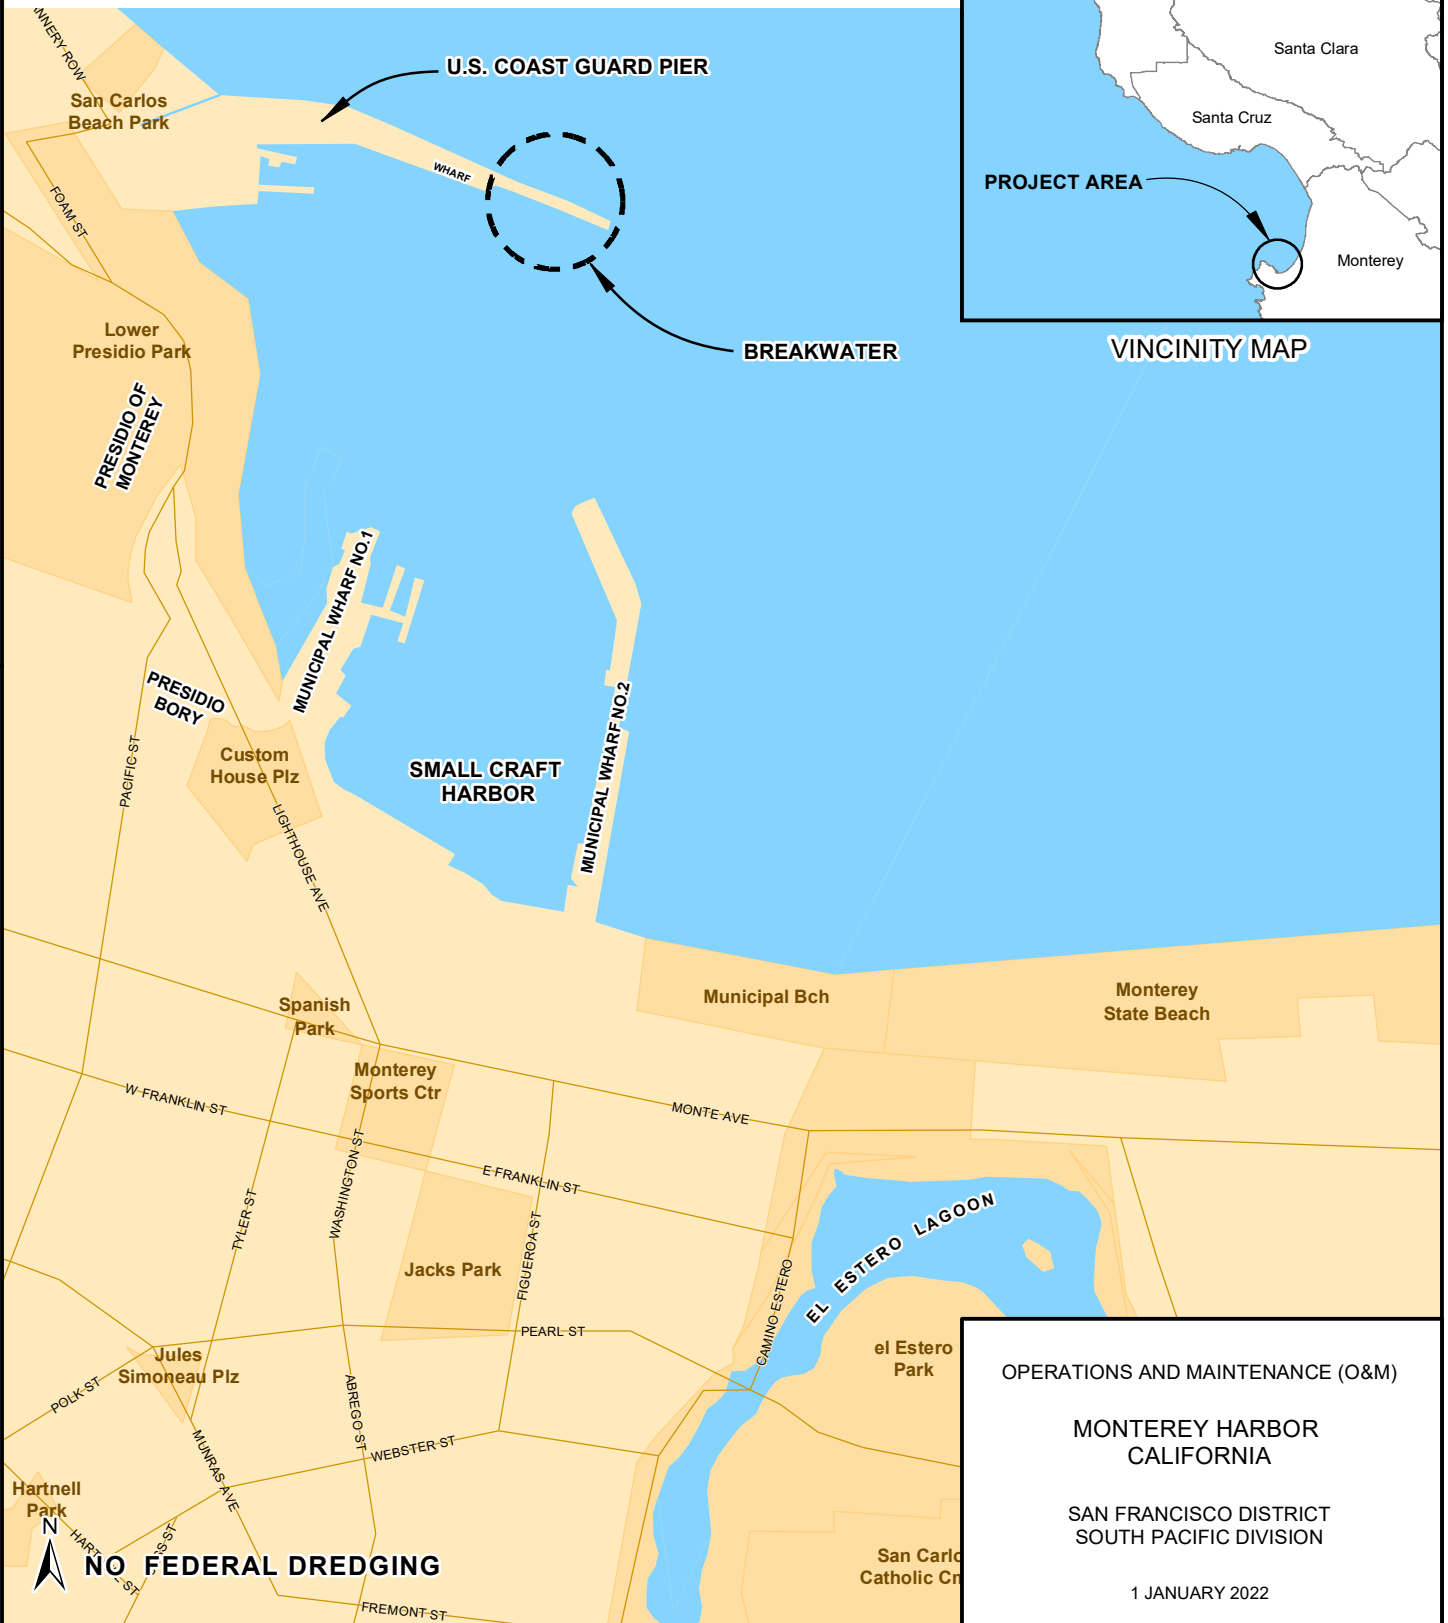 CANNERY ROW
San Carlos
Beach Park
U.S. COAST GUARD PIER
WHARF
FOAM ST
Santa Clara
Santa Cruz
PROJECT AREA
Monterey
VINCINITY MAP
BREAKWATER
Lower
Presidio Park
PRESIDIO OF
MONTEREY
MUNICIPAL WHARF NO.1
MUNICIPAL WHARF NO.2
PRESIDIO
BORY
PACIFIC ST
Custom
House Plz
LIGHTHOUSE AVE
SMALL CRAFT
HARBOR
Municipal Bch
Monterey
State Beach
Spanish
Park
Monterey
Sports Ctr
W FRANKLIN ST
MONTE AVE
E FRANKLIN ST
TYLER ST
WASHINGTON ST
FIGUEROA ST
Jacks Park
CAMINO ESTERO
EL ESTERO LAGOON
PEARL ST
Jules
Simoneau Plz
POLK ST
ABREGO ST
MUNRAS AVE
WEBSTER ST
el Estero
Park
Hartnell
Park
N
NO FEDERAL DREDGING
FREMONT ST
San Carlo
Catholic
OPERATIONS AND MAINTENANCE (O&M)
MONTEREY HARBOR
CALIFORNIA
SAN FRANCISCO DISTRICT
SOUTH PACIFIC DIVISION
1 JANUARY 2022